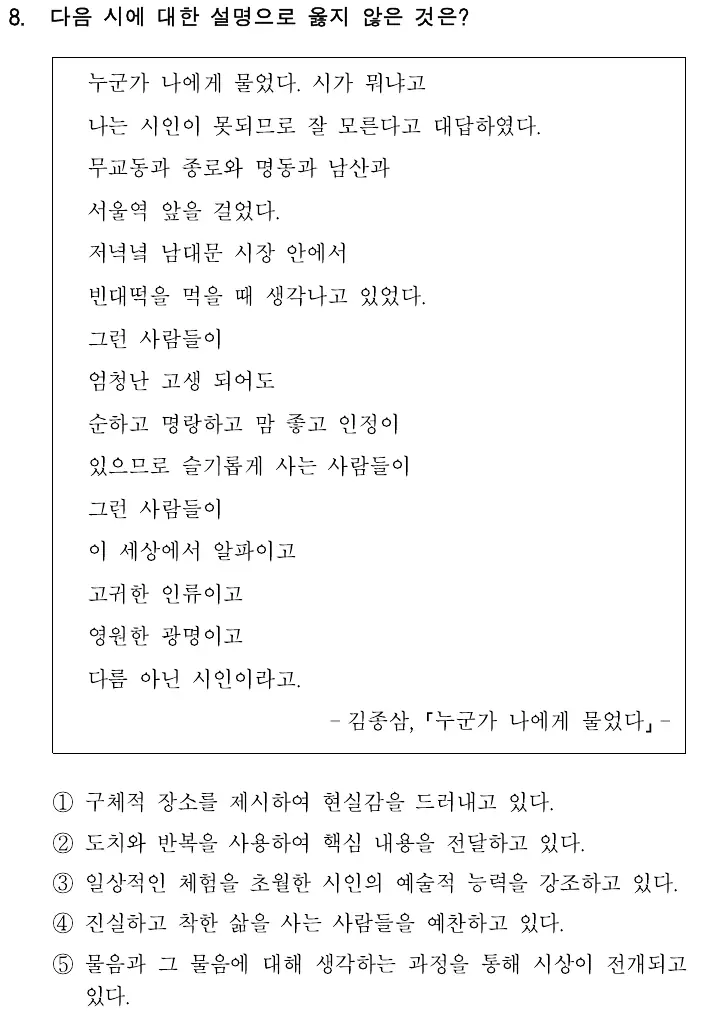 8. 다음 시에 대한 설명으로 옳지 않은 것은?
누군가 나에게 물었다. 시가 뭐냐고
나는 시인이 못되므로 잘 모른다고 대답하였다.
무교동과 종로와 명동과 남산과
서울역 앞을 걸었다.
저녁녘 남대문 시장 안에서
빈대떡을 먹을 때 생각나고 있었다.
그런 사람들이
엄청난 고생 되어도
순하고 명랑하고 맘 좋고 인정이
있으므로 슬기롭게 사는 사람들이
그런 사람들이
이 세상에서 알파이고
고귀한 인류이고
영원한 광명이고
다름 아닌 시인이라고.
- 김종삼, 「누군가 나에게 물었다」 -
① 구체적 장소를 제시하여 현실감을 드러내고 있다.
② 도치와 반복을 사용하여 핵심 내용을 전달하고 있다.
③ 일상적인 체험을 초월한 시인의 예술적 능력을 강조하고 있다.
④ 진실하고 착한 삶을 사는 사람들을 예찬하고 있다.
⑤ 물음과 그 물음에 대해 생각하는 과정을 통해 시상이 전개되고
있다.